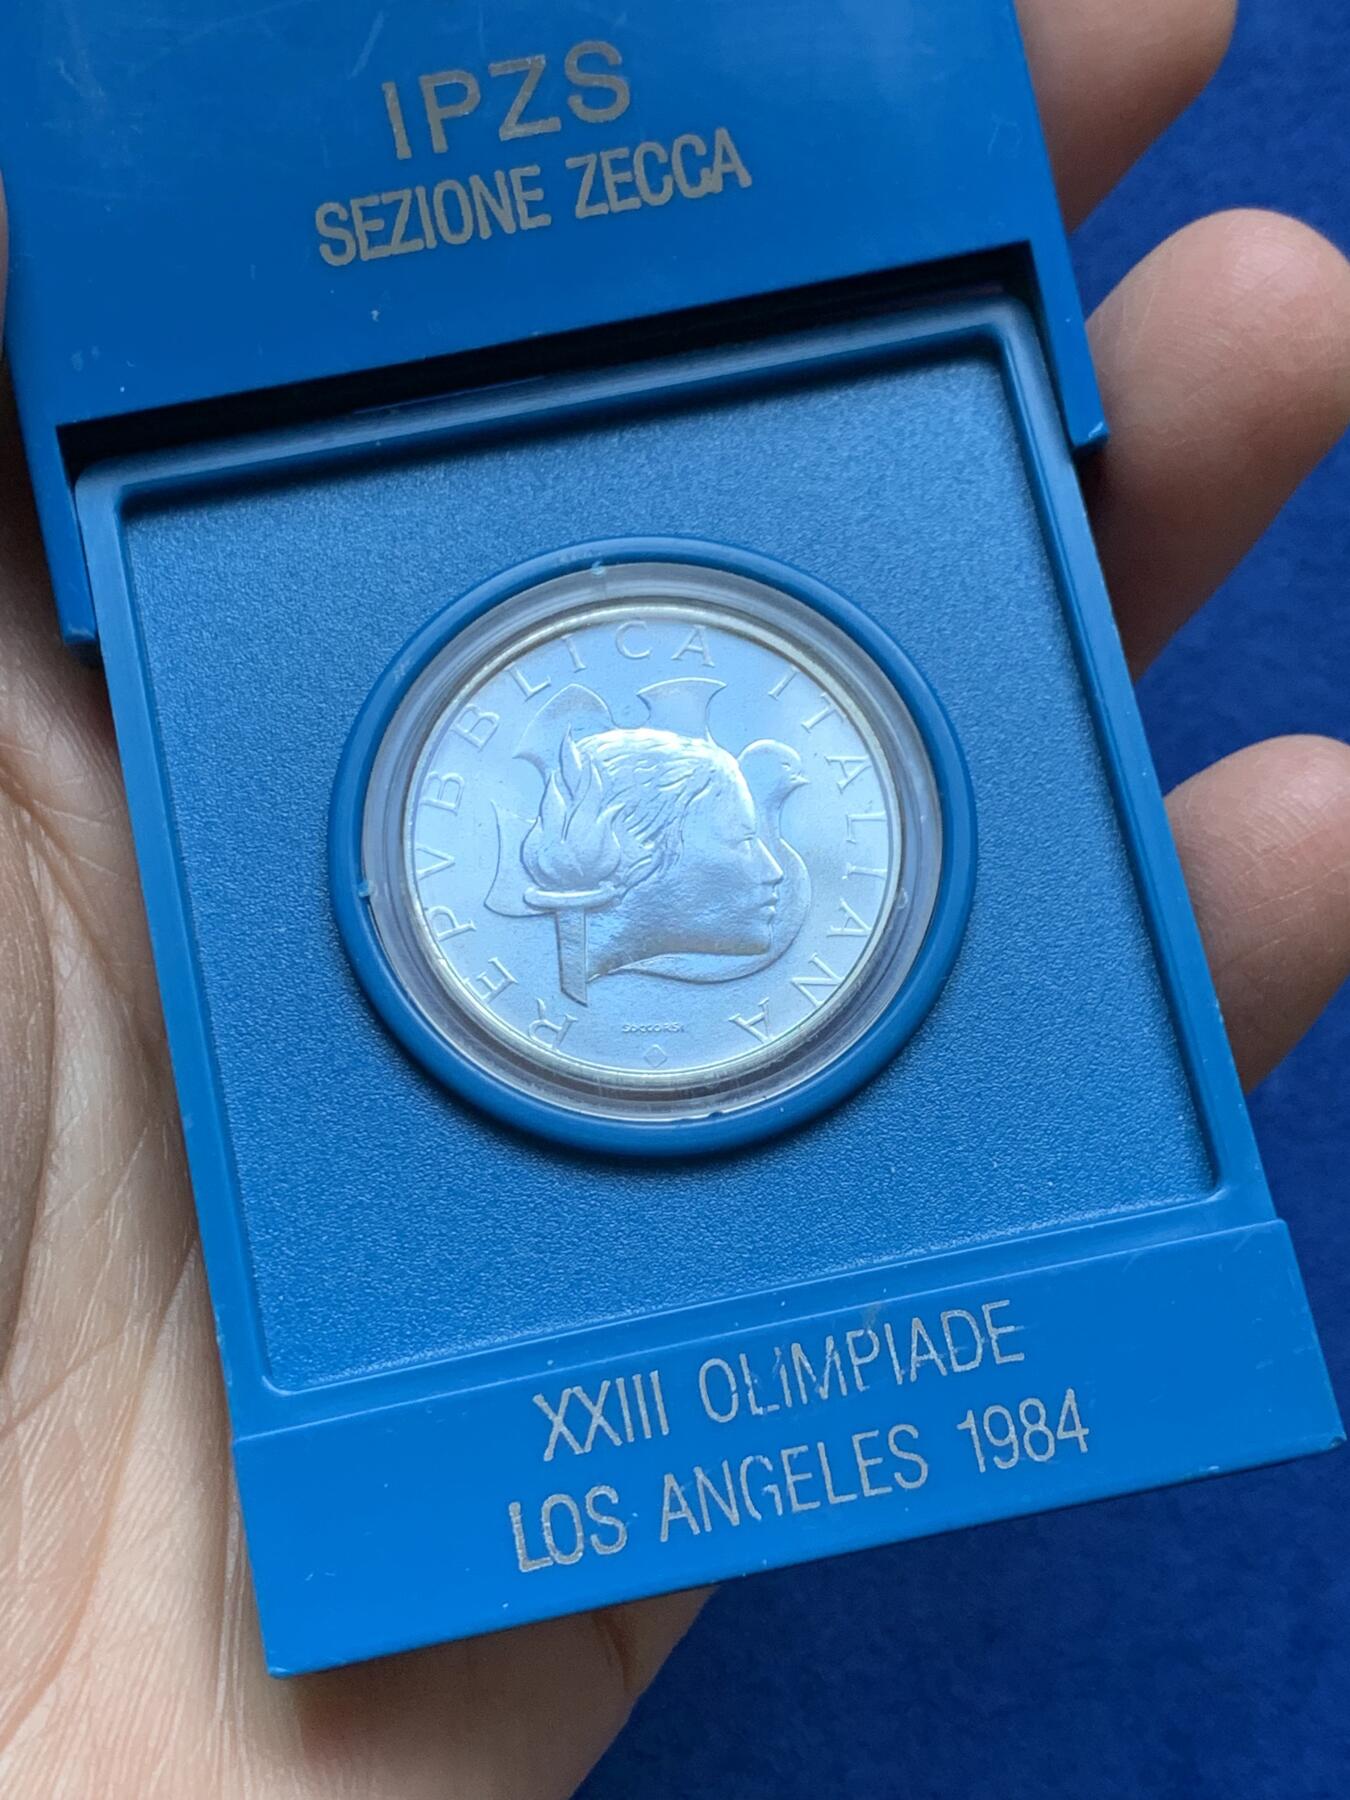 IPZS
SEZIONE ZECCA
REPVBBLICA ITALIANA
SOCCORSI
XXIII OLIMPIADE
LOS ANGELES 1984